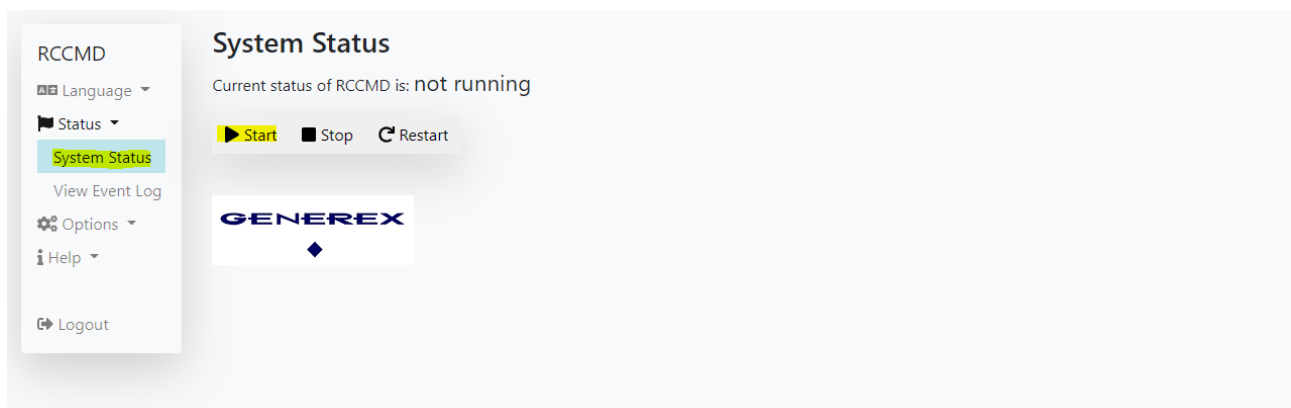 RCCMD
Language
Status
System Status
View Event Log
Options
Help
Logout
System Status
Current status of RCCMD is: not running
Start Stop Restart
GENEREX